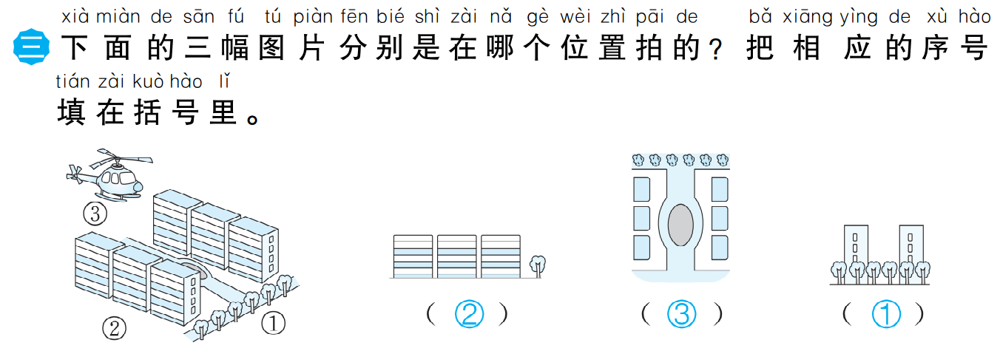 xià miàn de sān fú tú piàn fēn bié shì zài nǎ gè wèi zhì pāi de bǎ xiāng yìng de xù hào
三 下面的三幅图片分别是在哪个位置拍的？把相应的序号
tián zài kuò hào lǐ
填在括号里。
③
②
①
（ ② ） （ ③ ） （ ① ）